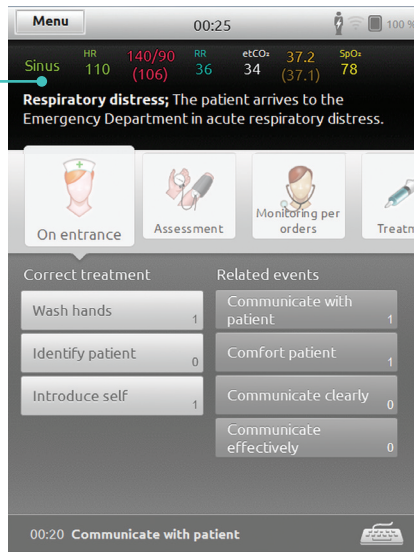 Menu
00:25
100 %
Sinus
HR
110
140/90
(106)
RR
36
etCO₂
34
37.2
(37.1)
SpO₂
78
Respiratory distress; The patient arrives to the
Emergency Department in acute respiratory distress.
On entrance
Assessment
Monitoring per
orders
Treatm
Correct treatment
Related events
Wash hands
1
Identify patient
0
Introduce self
1
Communicate with
patient
1
Comfort patient
1
Communicate clearly
0
Communicate
effectively
0
00:20 Communicate with patient